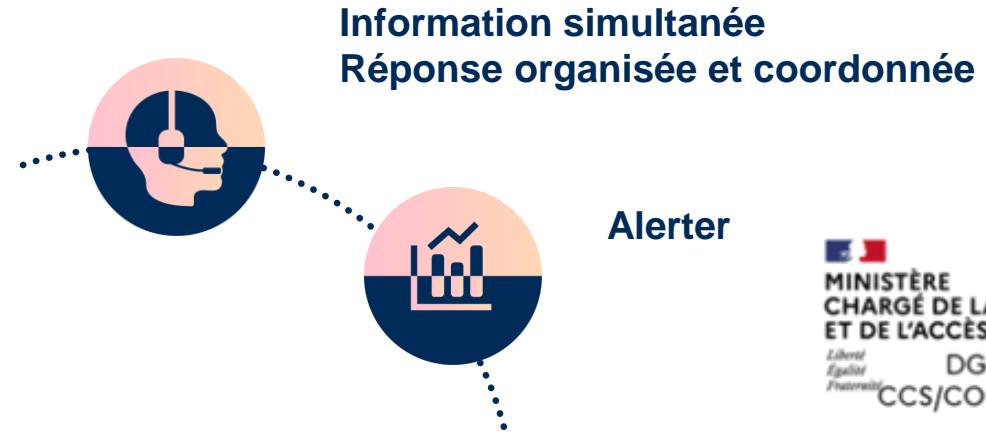 Information simultanée
Réponse organisée et coordonnée
Alerter
MINISTÈRE
CHARGÉ DE LA
ET DE L'ACCÈS
Liberté
Égalité
Fraternité
DG
CCS/CO